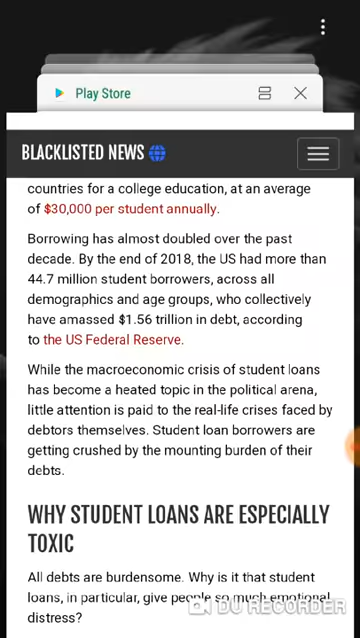 Play Store
BLACKLISTED NEWS
countries for a college education, at an average
of $30,000 per student annually.
Borrowing has almost doubled over the past
decade. By the end of 2018, the US had more than
44.7 million student borrowers, across all
demographics and age groups, who collectively
have amassed $1.56 trillion in debt, according
to the US Federal Reserve.
While the macroeconomic crisis of student loans
has become a heated topic in the political arena,
little attention is paid to the real-life crises faced by
debtors themselves. Student loan borrowers are
getting crushed by the mounting burden of their
debts.
WHY STUDENT LOANS ARE ESPECIALLY
TOXIC
All debts are burdensome. Why is it that student
loans, in particular, give people so much emotional
distress?
DU RECORDER